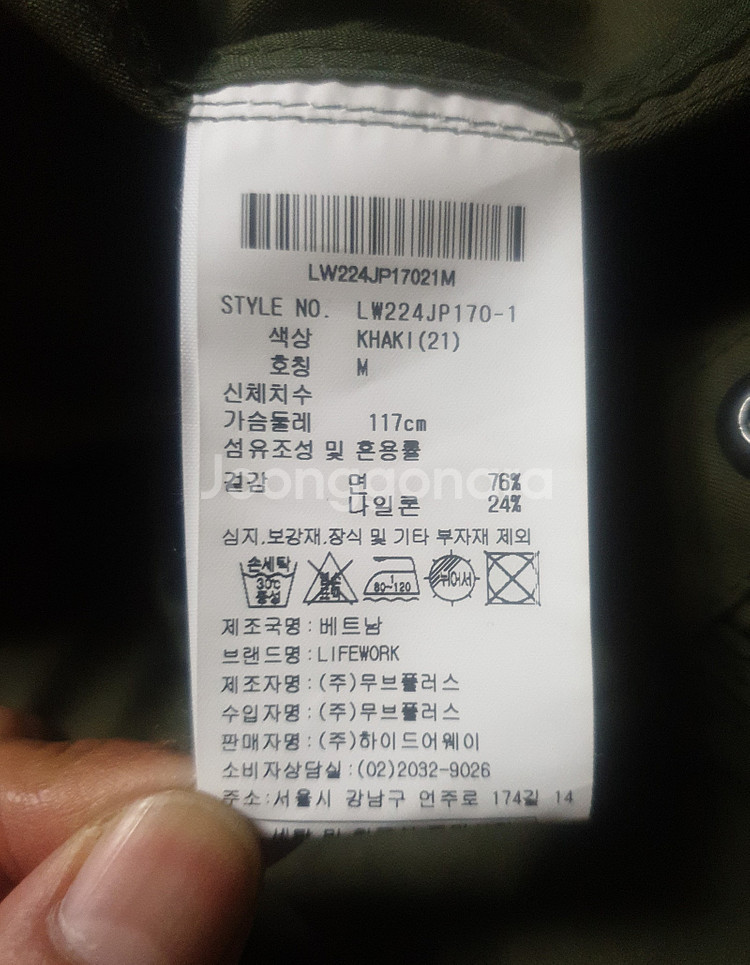 LW224JP17021M
STYLE NO. LW224JP170-1
색상 KHAKI(21)
호칭 M
신체치수
가슴둘레 117cm
섬유조성 및 혼용률
겉감 면 76%
나일론 24%
Joonggonara
심지,보강재,장식 및 기타 부자재 제외
손세탁
30℃
중성
80~120
뉘어서
제조국명:베트남
브랜드명:LIFEWORK
제조자명:(주)무브플러스
수입자명:(주)무브플러스
판매자명:(주)하이드어웨이
소비자상담실:(02)2032-9026
주소:서울시 강남구 언주로 174길 14